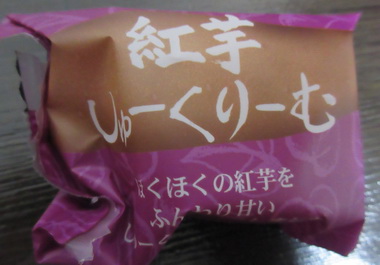 紅芋
しゅーくりーむ
ほくほくの紅芋を
ふんわり甘い